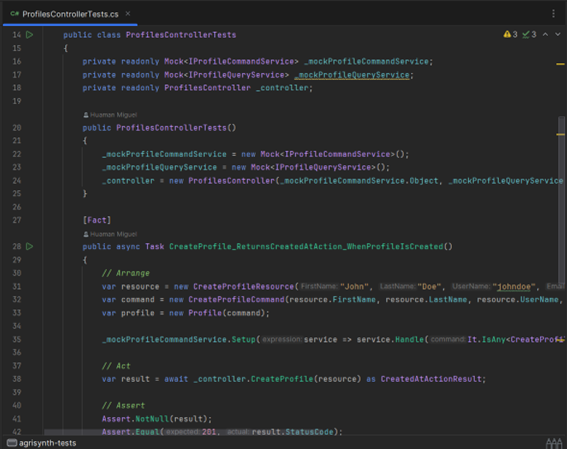 C# ProfilesControllerTests.cs
3 3
14 public class ProfilesControllerTests
15 {
16 private readonly Mock<IProfileCommandService> _mockProfileCommandService;
17 private readonly Mock<IProfileQueryService> _mockProfileQueryService;
18 private readonly ProfilesController _controller;
19
Huaman Miguel
20 public ProfilesControllerTests()
21 {
22 _mockProfileCommandService = new Mock<IProfileCommandService>();
23 _mockProfileQueryService = new Mock<IProfileQueryService>();
24 _controller = new ProfilesController(_mockProfileCommandService.Object, _mockProfileQueryService
25 }
26
27 [Fact]
Huaman Miguel
28 public async Task CreateProfile_ReturnsCreatedAtAction_WhenProfileIsCreated()
29 {
30 // Arrange
31 var resource = new CreateProfileResource( FirstName: "John", LastName: "Doe", UserName: "johndoe", Ema
32 var command = new CreateProfileCommand(resource.FirstName, resource.LastName, resource.UserName,
33 var profile = new Profile(command);
34
35 _mockProfileCommandService.Setup( expression: service => service.Handle( command: It.IsAny<CreateProfi
36
37 // Act
38 var result = await _controller.CreateProfile(resource) as CreatedAtActionResult;
39
40 // Assert
41 Assert.NotNull(result);
42 Assert.Equal( expected: 201, actual: result.StatusCode);
agrisynth-tests